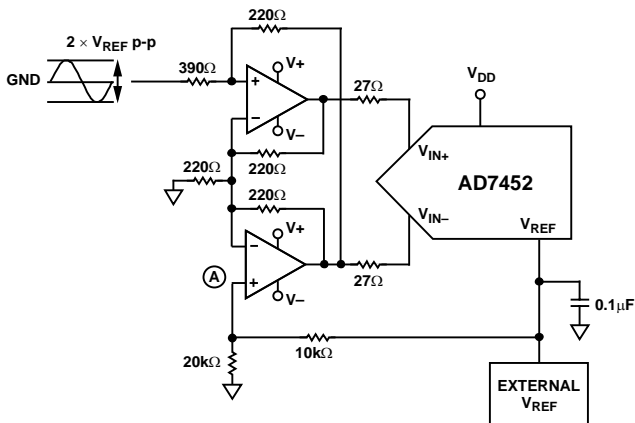 220Ω
2 × VREF p-p
GND
390Ω
V+
+
–
V–
27Ω
VDD
220Ω
220Ω
220Ω
VIN+
AD7452
VIN–
VREF
V+
–
A
+
V–
27Ω
0.1μF
20kΩ
10kΩ
EXTERNAL
VREF